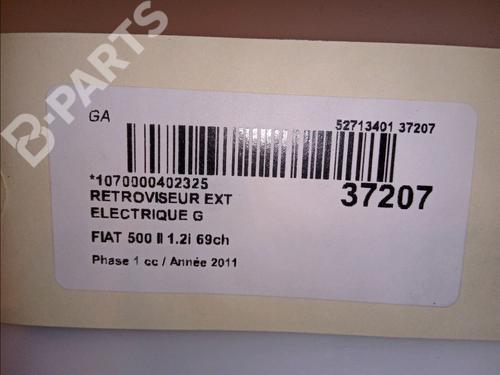 B-PARTS
GA
52713401 37207
*1070000402325
37207
RETROVISEUR EXT
ELECTRIQUE G
FIAT 500 II 1.2i 69ch
Phase 1 cc / Année 2011